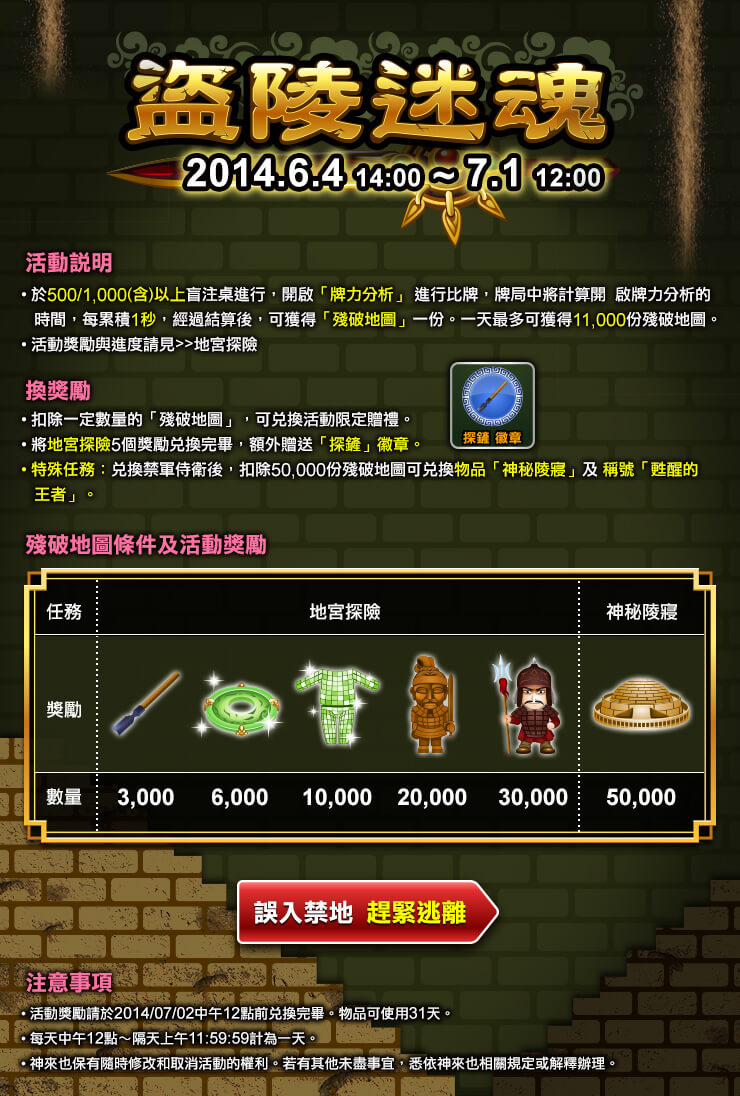 盜陵迷魂
2014.6.4 14:00 ~ 7.1 12:00
活動説明
• 於500/1,000(含)以上盲注桌進行，開啟「牌力分析」 進行比牌，牌局中將計算開 啟牌力分析的
時間，每累積1秒，經過結算後，可獲得「殘破地圖」一份。一天最多可獲得11,000份殘破地圖。
• 活動獎勵與進度請見>>地宮探險
換獎勵
• 扣除一定數量的「殘破地圖」，可兌換活動限定贈禮。
• 將地宮探險5個獎勵兌換完畢，額外贈送「探鏟」徽章。
探鏟 徽章
• 特殊任務：兌換禁軍侍衛後，扣除50,000份殘破地圖可兌換物品「神秘陵寢」及 稱號「甦醒的
王者」。
殘破地圖條件及活動獎勵
任務 地宮探險 神秘陵寢
獎勵
數量 3,000 6,000 10,000 20,000 30,000 50,000
誤入禁地 趕緊逃離
注意事項
• 活動獎勵請於2014/07/02中午12點前兌換完畢。物品可使用31天。
• 每天中午12點～隔天上午11:59:59計為一天。
• 神來也保有隨時修改和取消活動的權利。若有其他未盡事宜，悉依神來也相關規定或解釋辦理。